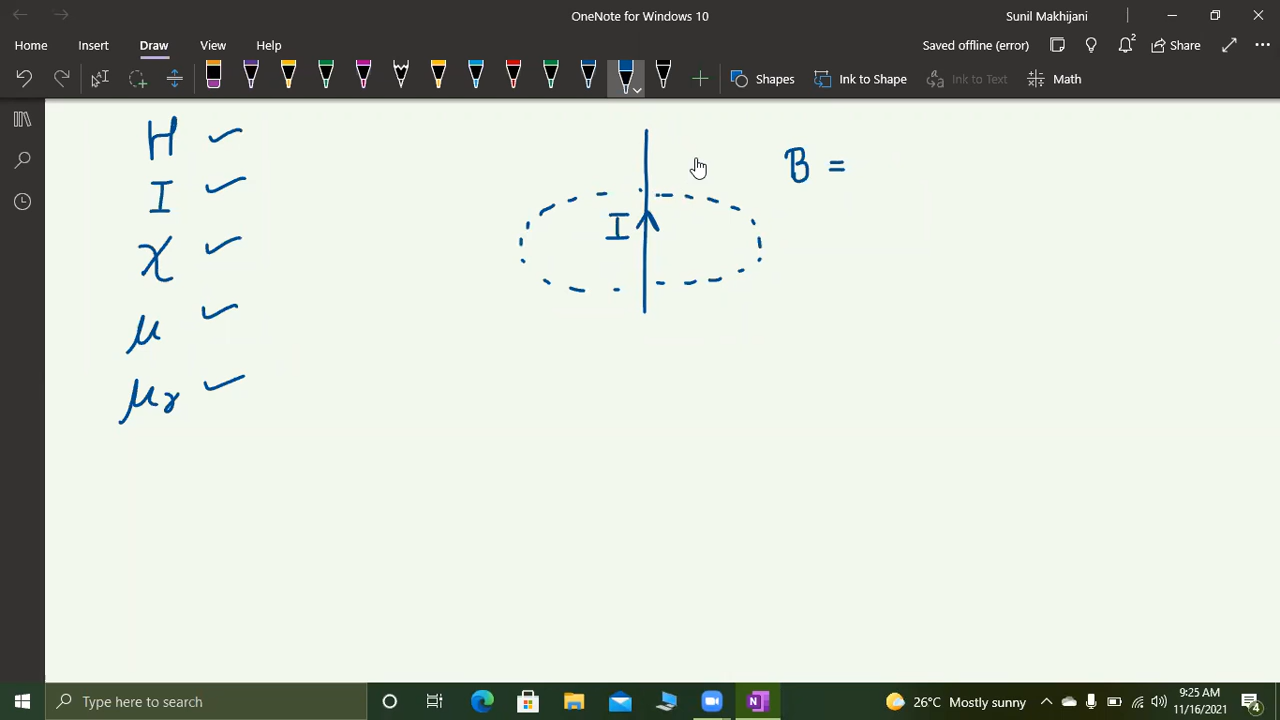 OneNote for Windows 10
Sunil Makhijani
Home Insert Draw View Help
Saved offline (error)
Share
Shapes
Ink to Shape
Ink to Text
Math
H ✓
I ✓
χ ✓
μ ✓
μr ✓
I
B =
Type here to search
26°C Mostly sunny
9:25 AM
11/16/2021
4